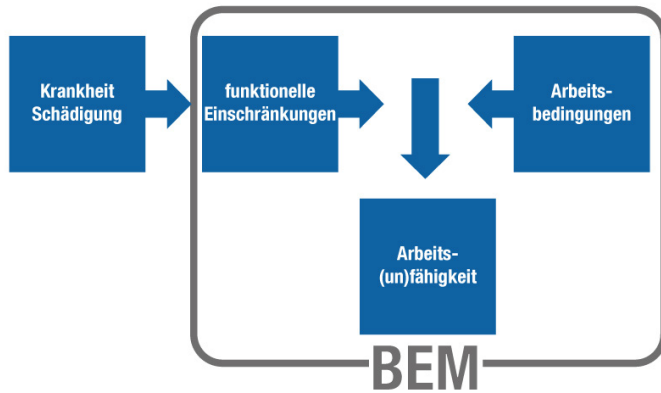 Krankheit
Schädigung
funktionelle
Einschränkungen
Arbeits-
bedingungen
Arbeits-
(un)fähigkeit
BEM